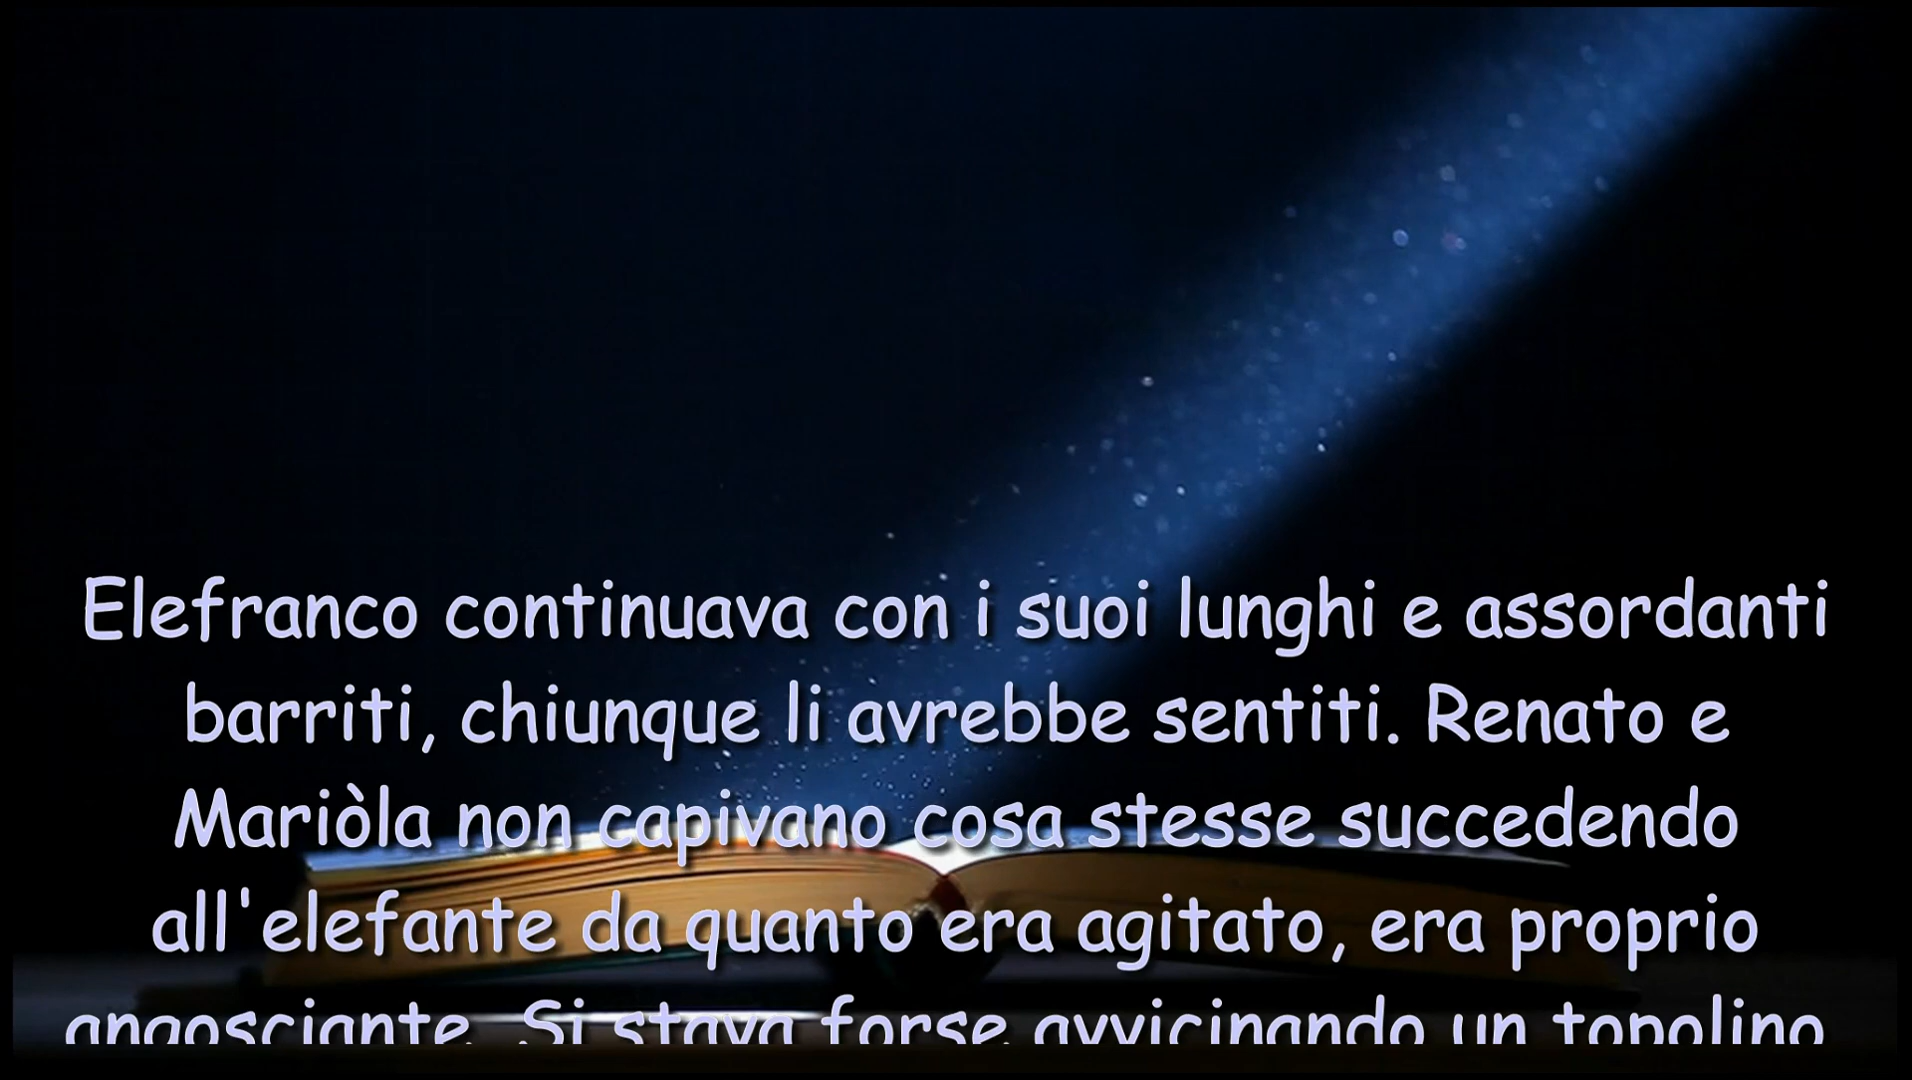 Elefranco continuava con i suoi lunghi e assordanti
barriti, chiunque li avrebbe sentiti. Renato e
Mariòla non capivano cosa stesse succedendo
all'elefante da quanto era agitato, era proprio
angosciante. Si stava forse avvicinando un topolino